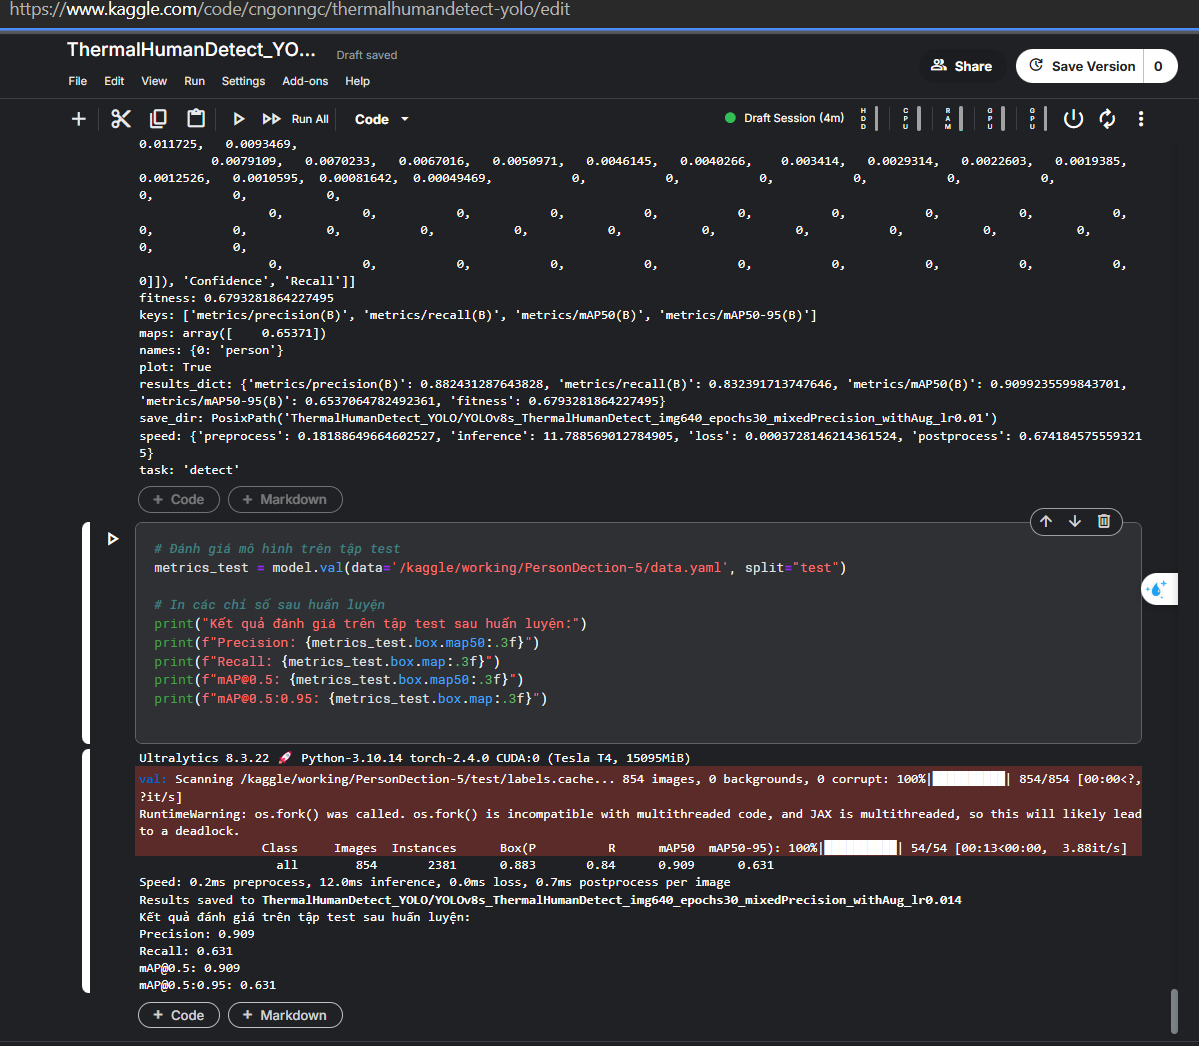 https://www.kaggle.com/code/cngonngc/thermalhumandetect-yolo/edit
ThermalHumanDetect_YO... Draft saved
File Edit View Run Settings Add-ons Help
Share
Save Version 0
Run All Code
Draft Session (4m) HDD CPU RAM GPU GPU
0.011725, 0.0093469,
0.0079109, 0.0070233, 0.0067016, 0.0050971, 0.0046145, 0.0040266, 0.003414, 0.0029314, 0.0022603, 0.0019385,
0.0012526, 0.0010595, 0.00081642, 0.00049469, 0, 0, 0, 0, 0, 0,
0, 0, 0,
0, 0, 0, 0, 0, 0, 0, 0, 0, 0,
0, 0, 0, 0, 0, 0, 0, 0, 0, 0, 0,
0, 0,
0, 0, 0, 0, 0, 0, 0, 0, 0, 0,
0]]), 'Confidence', 'Recall']]
fitness: 0.6793281864227495
keys: ['metrics/precision(B)', 'metrics/recall(B)', 'metrics/mAP50(B)', 'metrics/mAP50-95(B)']
maps: array([ 0.65371])
names: {0: 'person'}
plot: True
results_dict: {'metrics/precision(B)': 0.882431287643828, 'metrics/recall(B)': 0.832391713747646, 'metrics/mAP50(B)': 0.9099235599843701,
'metrics/mAP50-95(B)': 0.6537064782492361, 'fitness': 0.6793281864227495}
save_dir: PosixPath('ThermalHumanDetect_YOLO/YOLOv8s_ThermalHumanDetect_img640_epochs30_mixedPrecision_withAug_lr0.01')
speed: {'preprocess': 0.18188649664602527, 'inference': 11.788569012784905, 'loss': 0.0003728146214361524, 'postprocess': 0.674184575559321
5}
task: 'detect'
+ Code + Markdown
# Đánh giá mô hình trên tập test
metrics_test = model.val(data='/kaggle/working/PersonDection-5/data.yaml', split="test")
# In các chỉ số sau huấn luyện
print("Kết quả đánh giá trên tập test sau huấn luyện:")
print(f"Precision: {metrics_test.box.map50:.3f}")
print(f"Recall: {metrics_test.box.map:.3f}")
print(f"mAP@0.5: {metrics_test.box.map50:.3f}")
print(f"mAP@0.5:0.95: {metrics_test.box.map:.3f}")
Ultralytics 8.3.22 🚀 Python-3.10.14 torch-2.4.0 CUDA:0 (Tesla T4, 15095MiB)
val: Scanning /kaggle/working/PersonDection-5/test/labels.cache... 854 images, 0 backgrounds, 0 corrupt: 100%|██████████| 854/854 [00:00<?,
?it/s]
RuntimeWarning: os.fork() was called. os.fork() is incompatible with multithreaded code, and JAX is multithreaded, so this will likely lead
to a deadlock.
Class Images Instances Box(P R mAP50 mAP50-95): 100%|██████████| 54/54 [00:13<00:00, 3.88it/s]
all 854 2381 0.883 0.84 0.909 0.631
Speed: 0.2ms preprocess, 12.0ms inference, 0.0ms loss, 0.7ms postprocess per image
Results saved to ThermalHumanDetect_YOLO/YOLOv8s_ThermalHumanDetect_img640_epochs30_mixedPrecision_withAug_lr0.014
Kết quả đánh giá trên tập test sau huấn luyện:
Precision: 0.909
Recall: 0.631
mAP@0.5: 0.909
mAP@0.5:0.95: 0.631
+ Code + Markdown